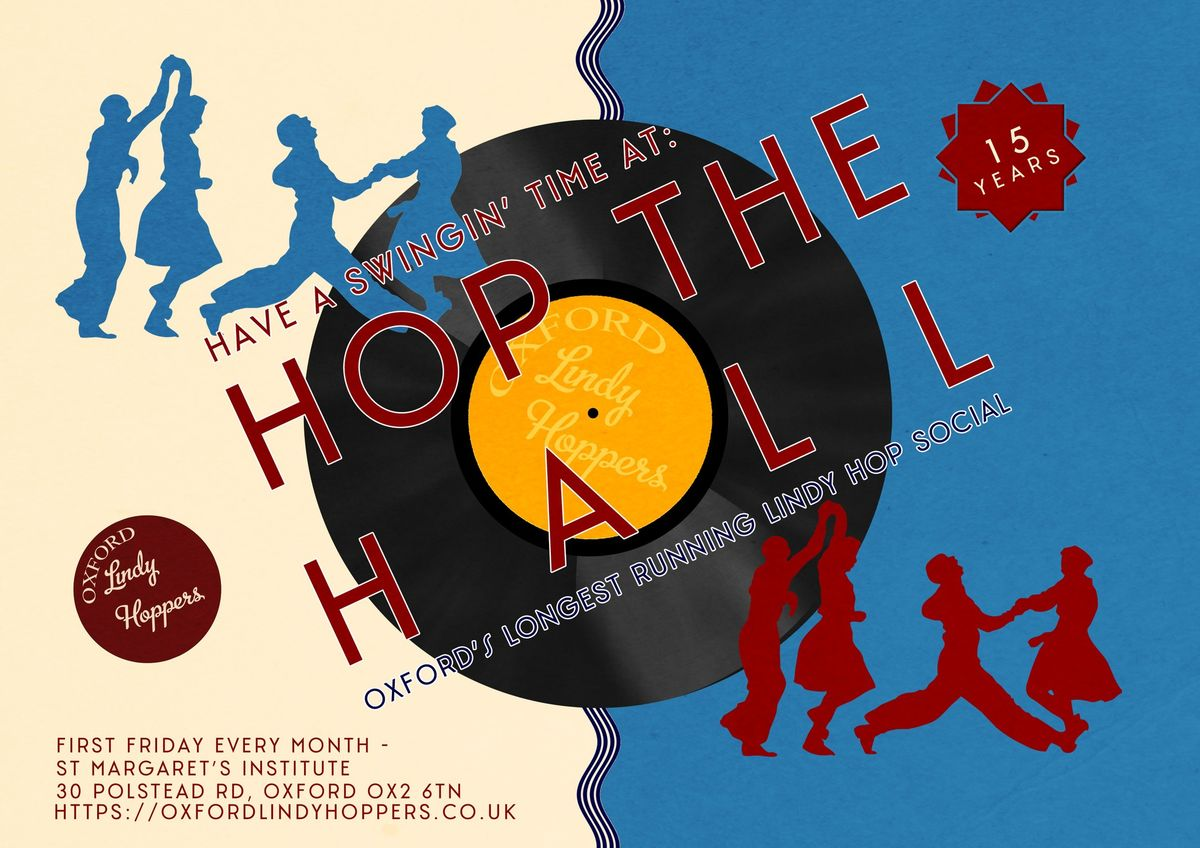 HAVE A SWINGIN' TIME AT:
HOP THE
HALL
OXFORD'S LONGEST RUNNING LINDY HOP SOCIAL
15
YEARS
OXFORD
Lindy
Hoppers
OXFORD
Lindy
Hoppers
FIRST FRIDAY EVERY MONTH -
ST MARGARET'S INSTITUTE
30 POLSTEAD RD, OXFORD OX2 6TN
HTTPS://OXFORDLINDYHOPPERS.CO.UK